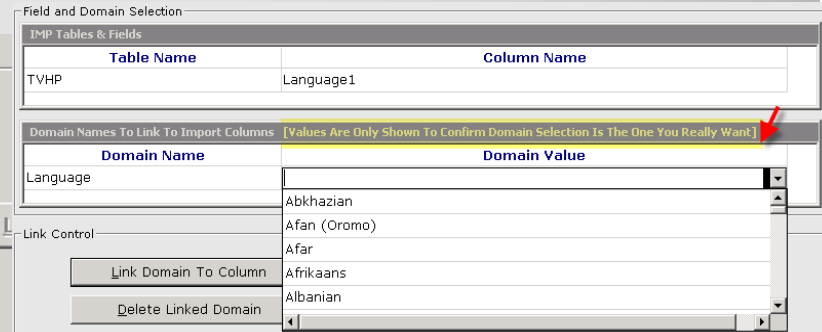 Field and Domain Selection
IMP Tables & Fields
Table Name Column Name
TVHP Language1
Domain Names To Link To Import Columns [Values Are Only Shown To Confirm Domain Selection Is The One You Really Want]
Domain Name Domain Value
Language
Abkhazian
Afan (Oromo)
Afar
Link Control
Link Domain To Column Afrikaans
Albanian
Delete Linked Domain